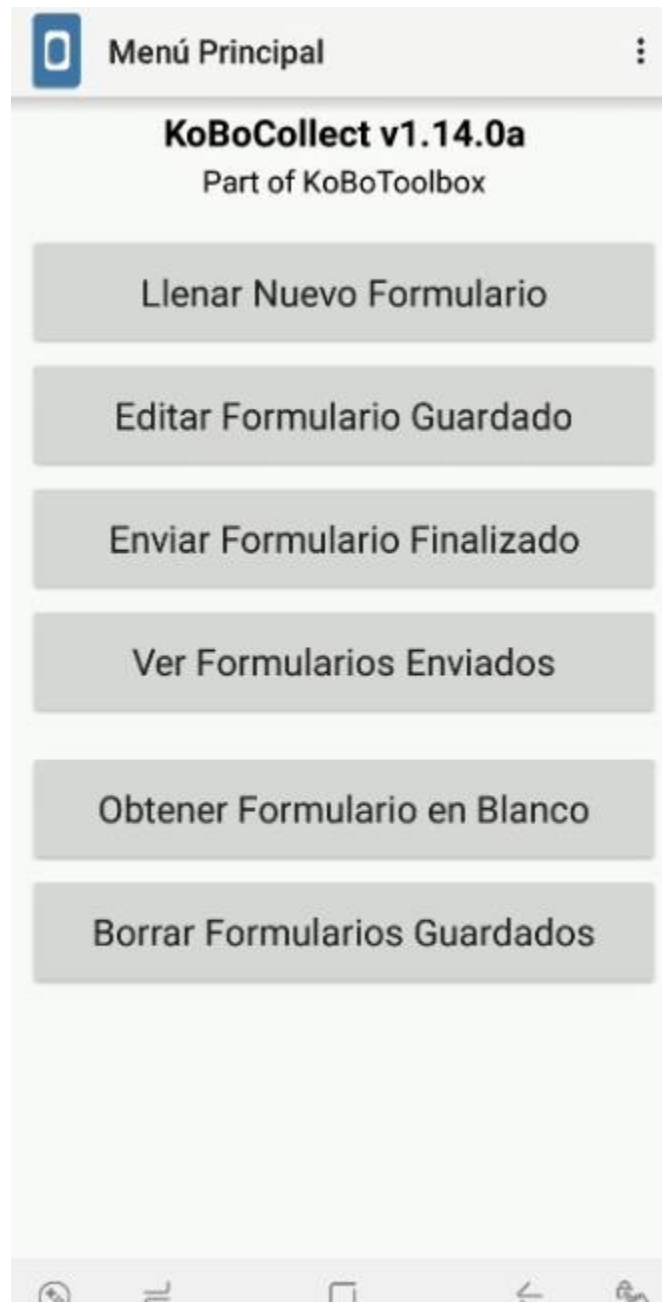 Menú Principal
KoBoCollect v1.14.0a
Part of KoBoToolbox
Llenar Nuevo Formulario
Editar Formulario Guardado
Enviar Formulario Finalizado
Ver Formularios Enviados
Obtener Formulario en Blanco
Borrar Formularios Guardados